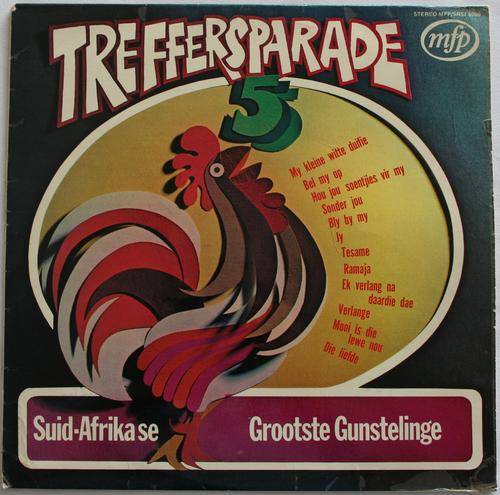 STEREO MFP/SRSJ
mfp
TREFFERSPARADE
5
My kleine witte duifie
Bel my op
Hou jou soentjies vir my
Sonder jou
Bly by my
Jy
Tesame
Ramaja
Ek verlang na
daardie dae
Verlange
Mooi is die
lewe nou
Die liefde
Suid-Afrika se Grootste Gunstelinge